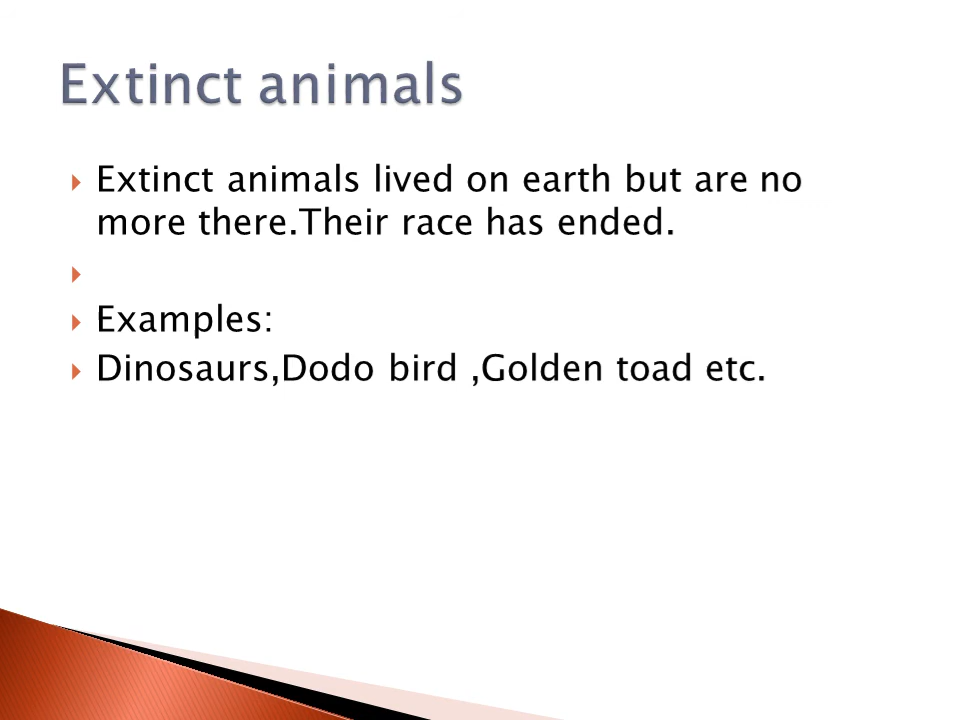 Extinct animals
Extinct animals lived on earth but are no
more there.Their race has ended.
Examples:
Dinosaurs,Dodo bird ,Golden toad etc.